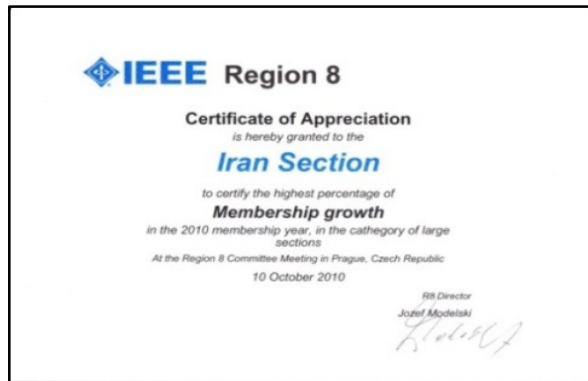 IEEE Region 8
Certificate of Appreciation
is hereby granted to the
Iran Section
to certify the highest percentage of
Membership growth
in the 2010 membership year, in the cathegory of large
sections
At the Region 8 Committee Meeting in Prague, Czech Republic
10 October 2010
R8 Director
Jozef Modelski